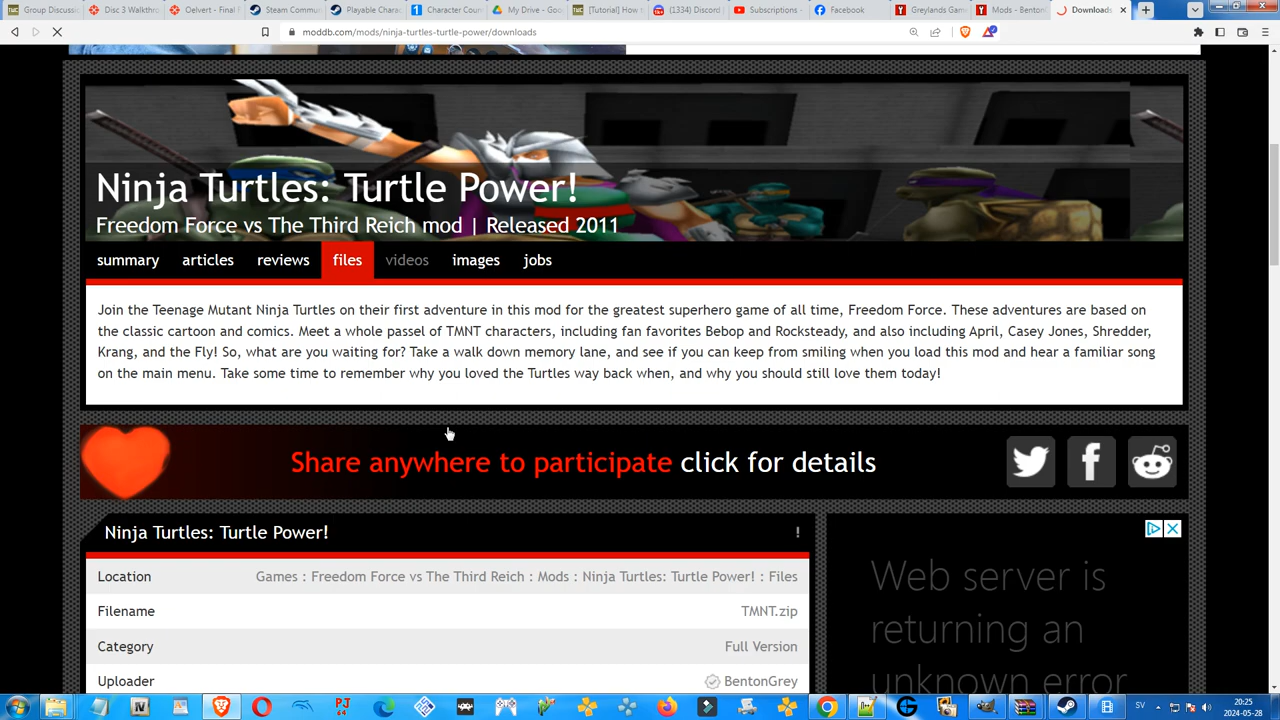 Group Discuss
Disc 3 Walkthro
Oelvert - Final
Steam Commun
Playable Charac
Character Coun
My Drive - Goo
[Tutorial] How t
(1334) Discord
Subscriptions -
Facebook
Greylands Gam
Mods - Benton
Downloads
moddb.com/mods/ninja-turtles-turtle-power/downloads
Ninja Turtles: Turtle Power!
Freedom Force vs The Third Reich mod | Released 2011
summary articles reviews files videos images jobs
Join the Teenage Mutant Ninja Turtles on their first adventure in this mod for the greatest superhero game of all time, Freedom Force. These adventures are based on
the classic cartoon and comics. Meet a whole passel of TMNT characters, including fan favorites Bebop and Rocksteady, and also including April, Casey Jones, Shredder,
Krang, and the Fly! So, what are you waiting for? Take a walk down memory lane, and see if you can keep from smiling when you load this mod and hear a familiar song
on the main menu. Take some time to remember why you loved the Turtles way back when, and why you should still love them today!
Share anywhere to participate click for details
Ninja Turtles: Turtle Power! !
Location Games : Freedom Force vs The Third Reich : Mods : Ninja Turtles: Turtle Power! : Files
Filename TMNT.zip
Category Full Version
Uploader BentonGrey
Web server is
returning an
unknown error
SV
20:25
2024-05-28